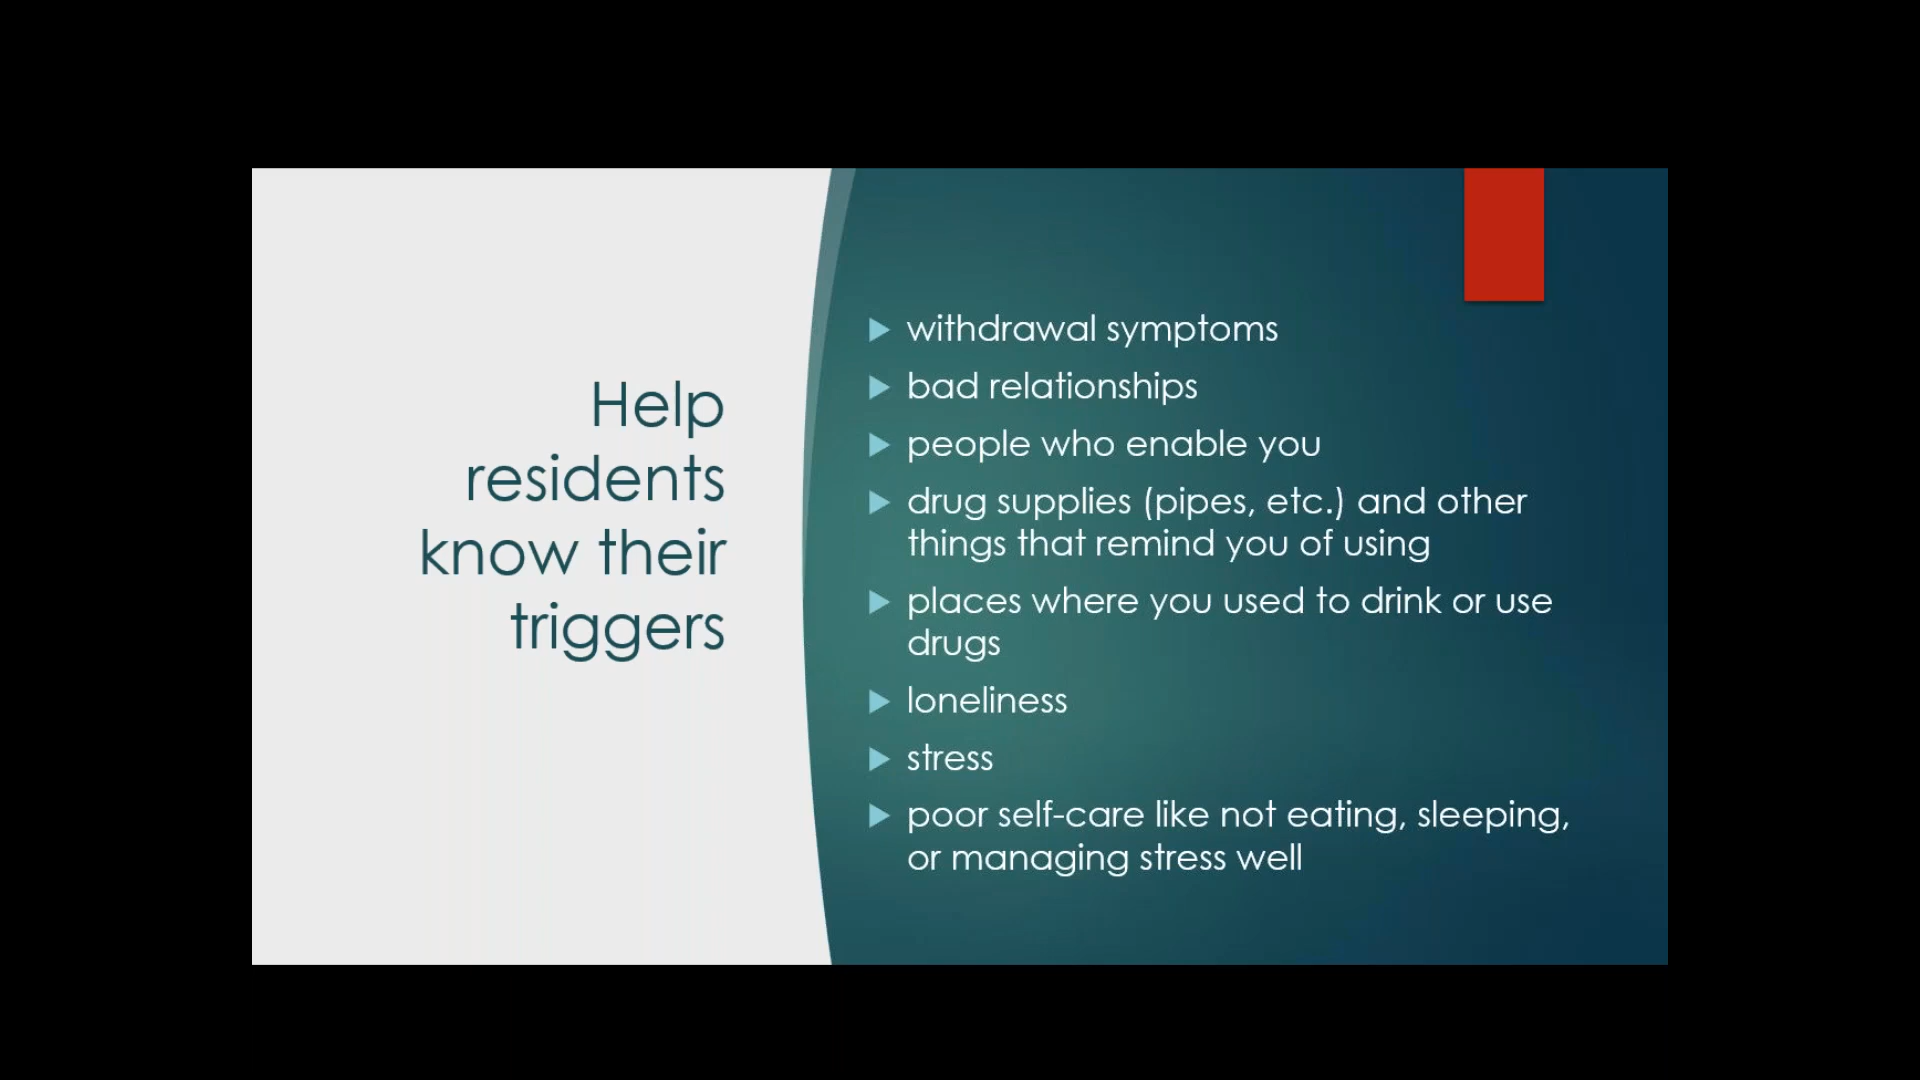 Help
residents
know their
triggers
withdrawal symptoms
bad relationships
people who enable you
drug supplies (pipes, etc.) and other
things that remind you of using
places where you used to drink or use
drugs
loneliness
stress
poor self-care like not eating, sleeping,
or managing stress well